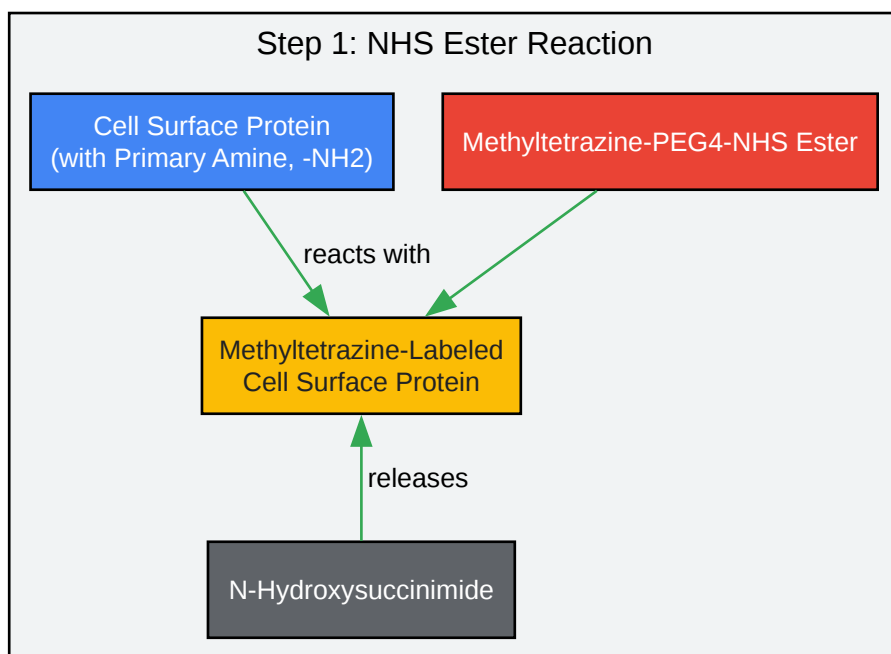 Step 1: NHS Ester Reaction
Cell Surface Protein
(with Primary Amine, -NH2)
Methyltetrazine-PEG4-NHS Ester
reacts with
Methyltetrazine-Labeled
Cell Surface Protein
releases
N-Hydroxysuccinimide